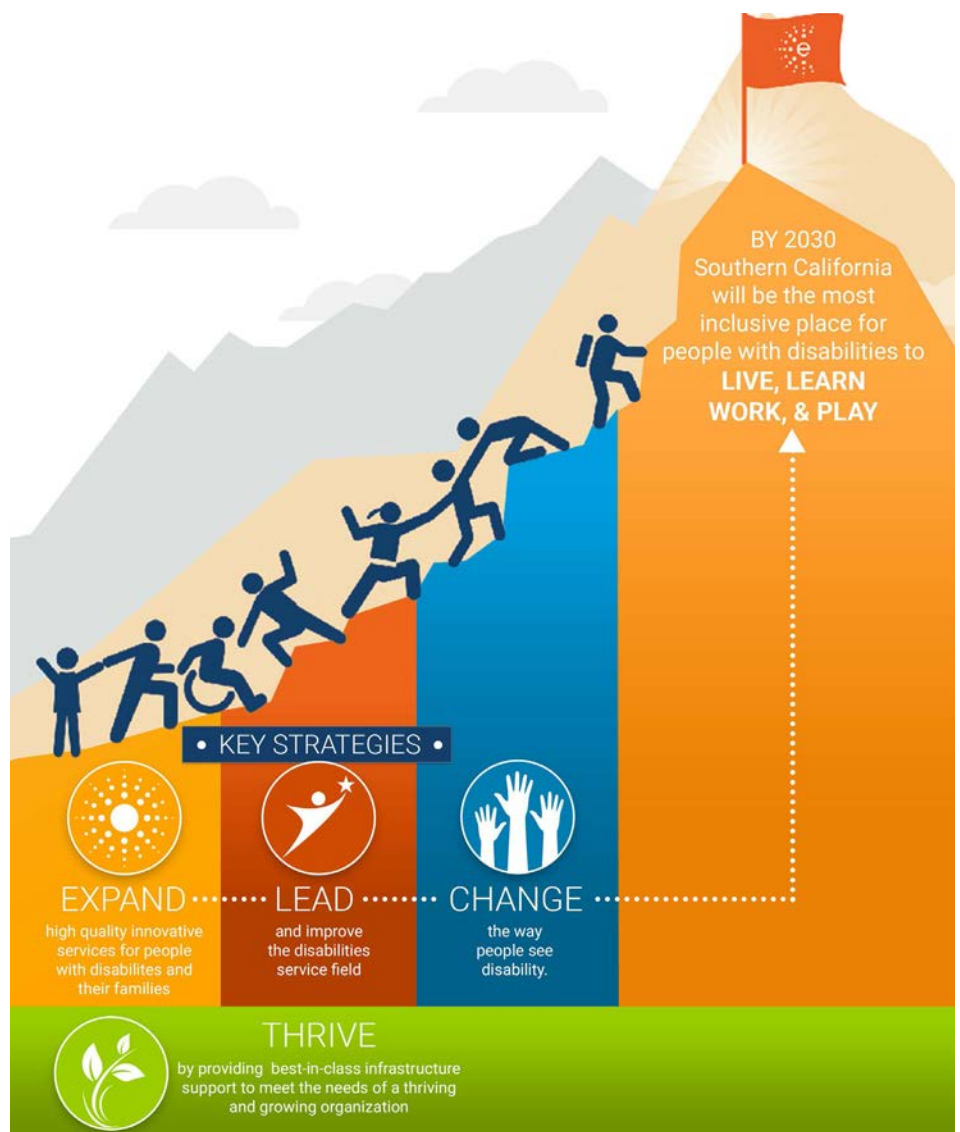 e
BY 2030
Southern California
will be the most
inclusive place for
people with disabilities to
LIVE, LEARN
WORK, & PLAY
• KEY STRATEGIES •
EXPAND
high quality innovative
services for people
with disabilites and
their families
LEAD
and improve
the disabilities
service field
CHANGE
the way
people see
disability.
THRIVE
by providing best-in-class infrastructure
support to meet the needs of a thriving
and growing organization